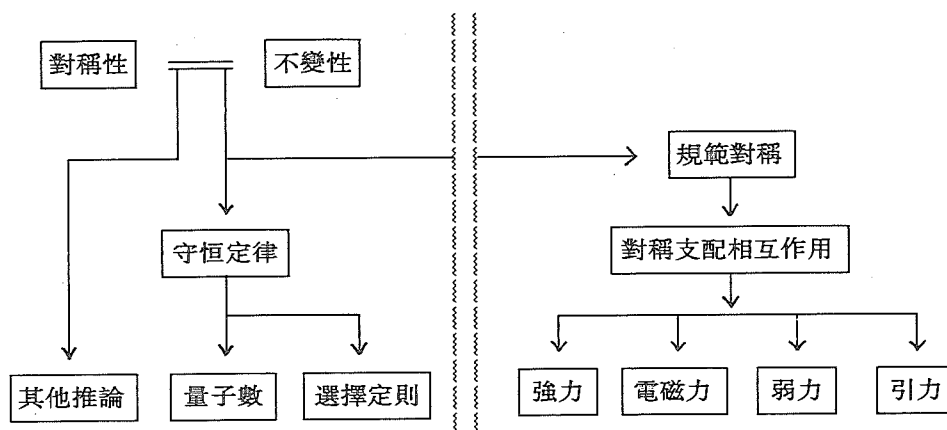 對稱性
不變性
規範對稱
守恒定律
對稱支配相互作用
其他推論
量子數
選擇定則
強力
電磁力
弱力
引力